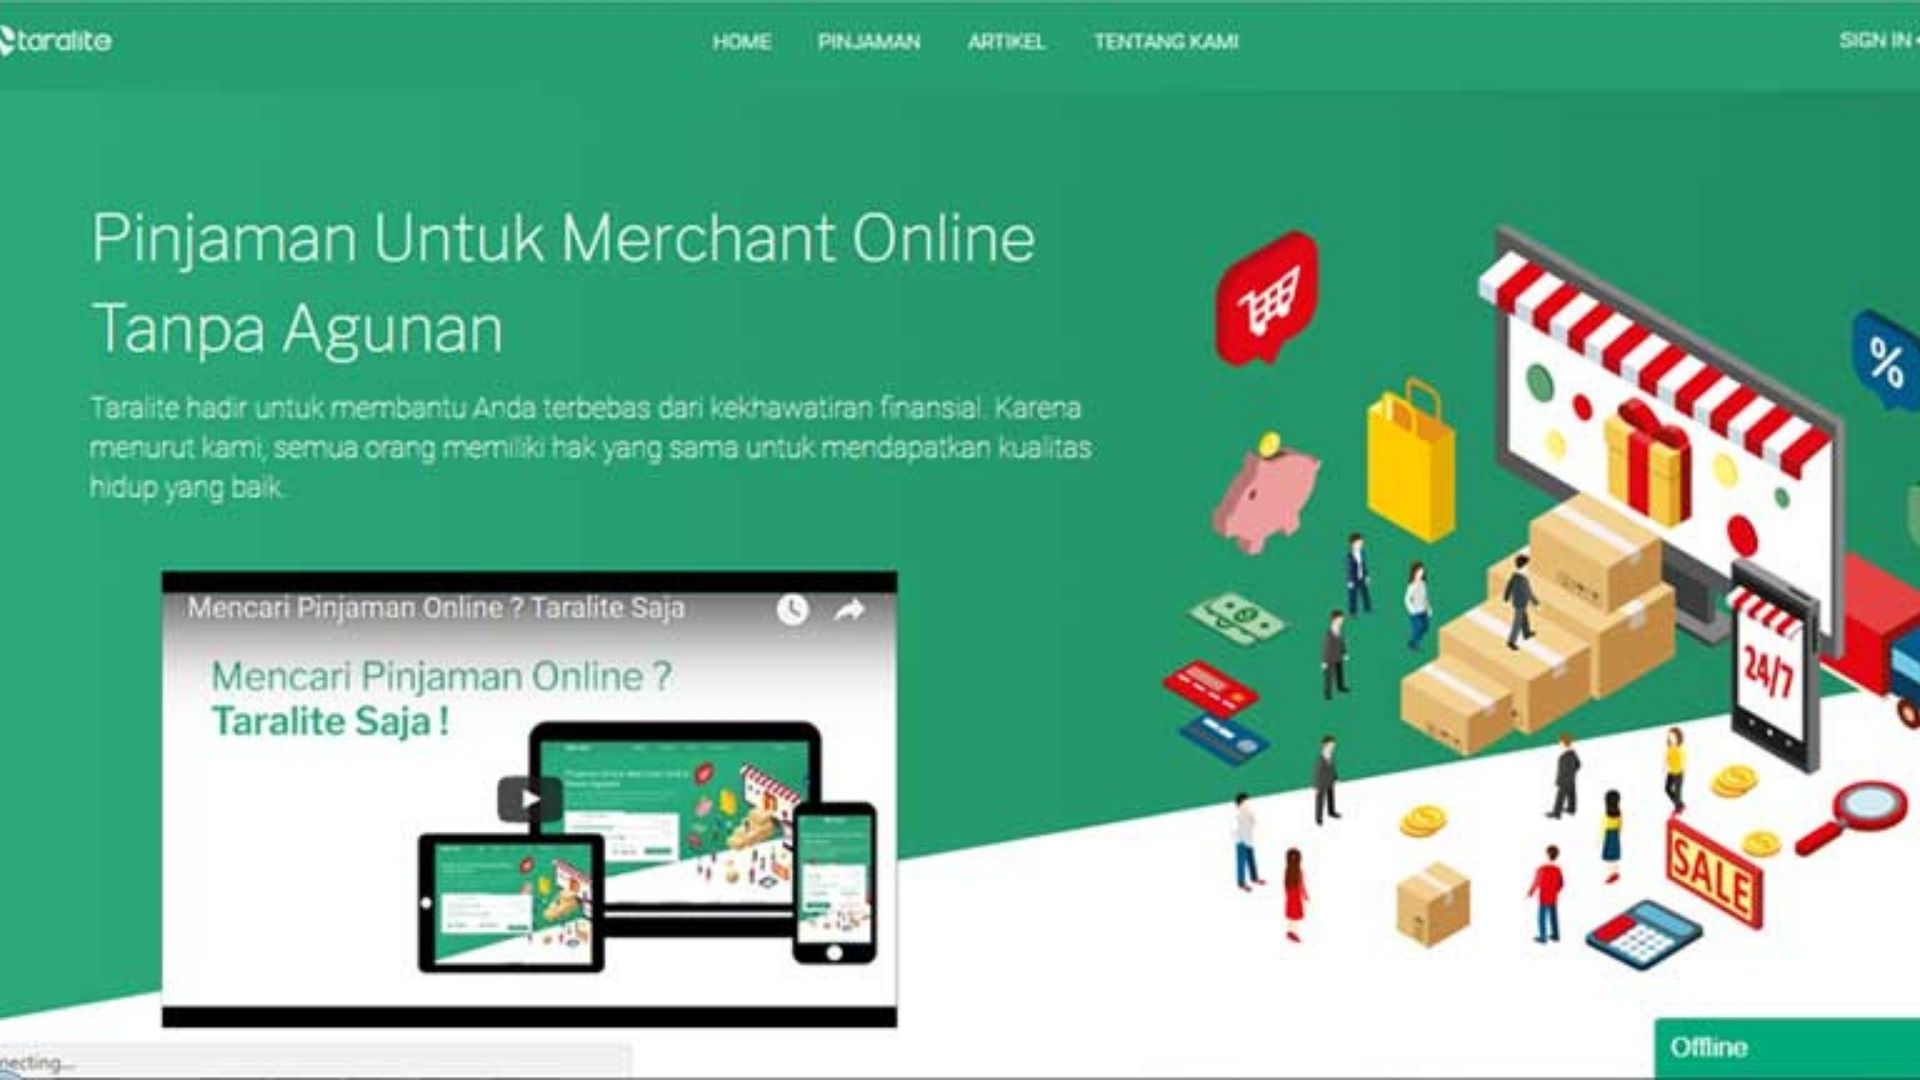 taralite
HOME PINJAMAN ARTIKEL TENTANG KAMI
SIGN IN
Pinjaman Untuk Merchant Online
Tanpa Agunan
Taralite hadir untuk membantu Anda terbebas dari kekhawatiran finansial. Karena
menurut kami, semua orang memiliki hak yang sama untuk mendapatkan kualitas
hidup yang baik.
Mencari Pinjaman Online ? Taralite Saja
Mencari Pinjaman Online ?
Taralite Saja !
%
24/7
SALE
Offline
necting...